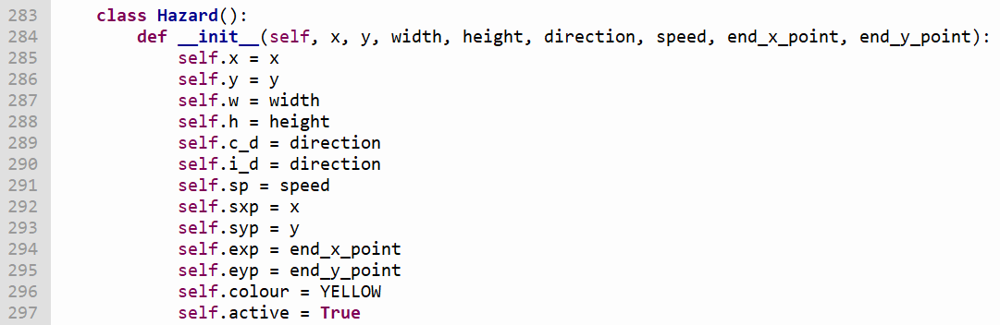 283 class Hazard():
284 def __init__(self, x, y, width, height, direction, speed, end_x_point, end_y_point):
285 self.x = x
286 self.y = y
287 self.w = width
288 self.h = height
289 self.c_d = direction
290 self.i_d = direction
291 self.sp = speed
292 self.sxp = x
293 self.syp = y
294 self.exp = end_x_point
295 self.eyp = end_y_point
296 self.colour = YELLOW
297 self.active = True